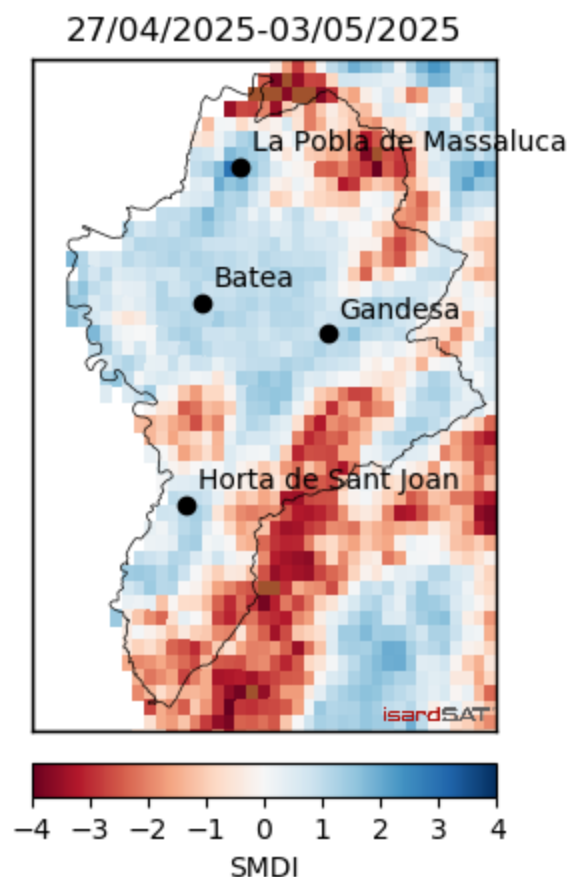 27/04/2025-03/05/2025
La Pobla de Massaluca
Batea
Gandesa
Horta de Sant Joan
isardSAT
−4 −3 −2 −1 0 1 2 3 4
SMDI